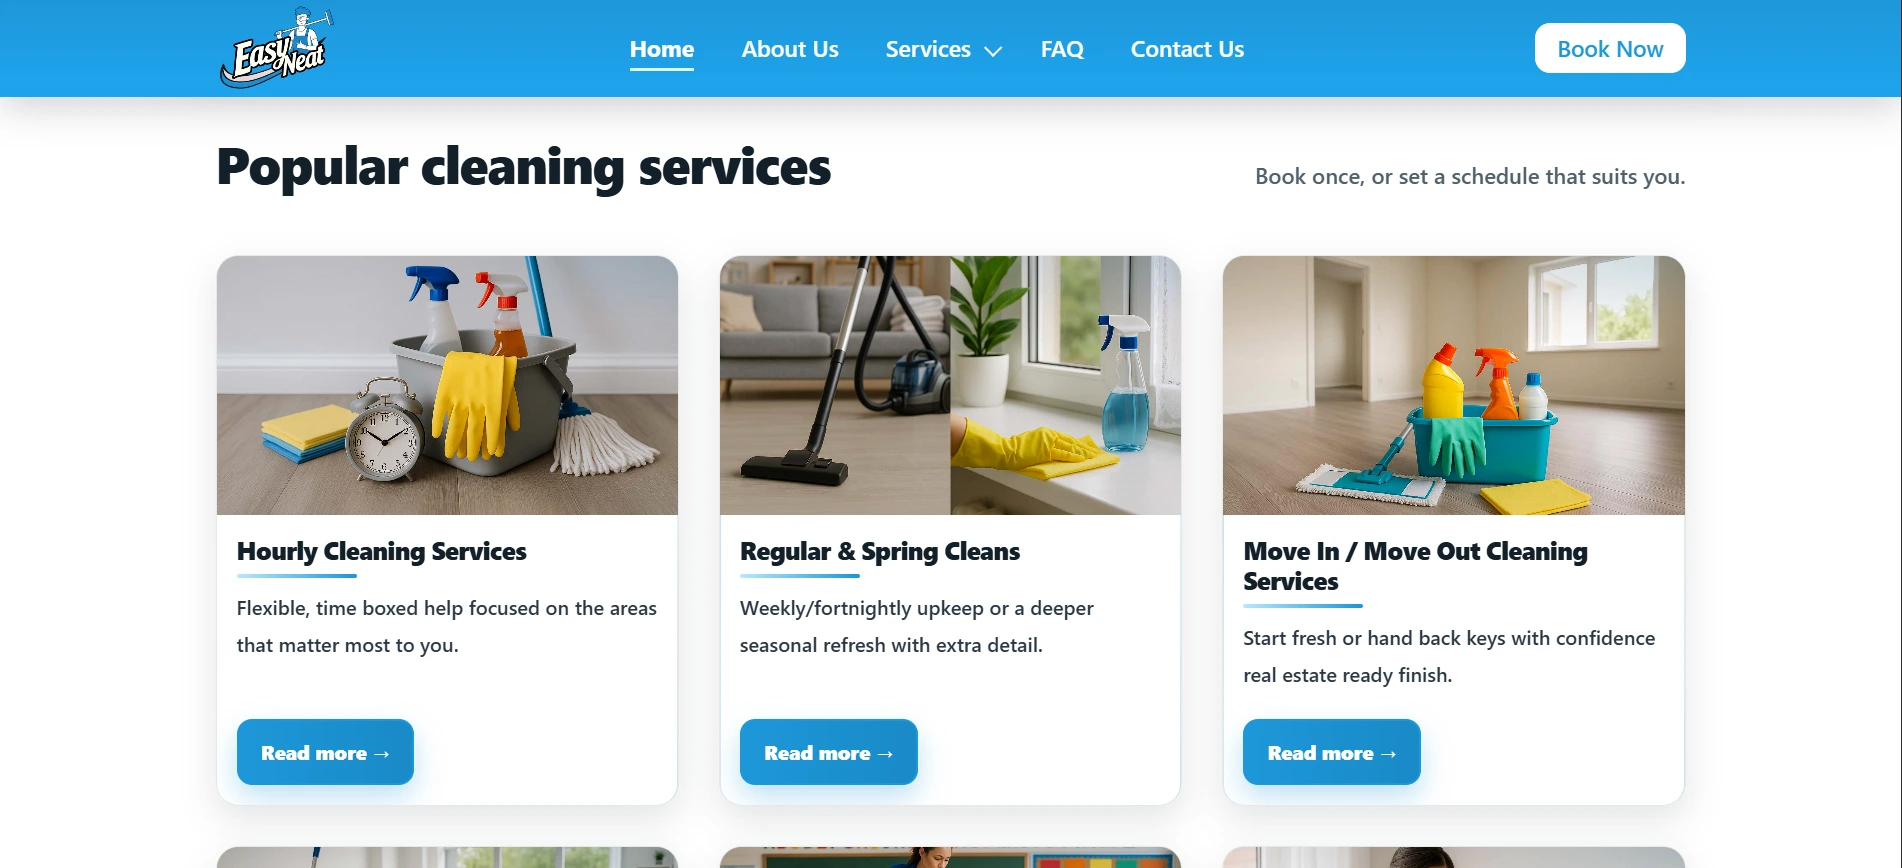 Easy
Neat
Home
About Us
Services
FAQ
Contact Us
Book Now
Popular cleaning services
Book once, or set a schedule that suits you.
Hourly Cleaning Services
Flexible, time boxed help focused on the areas
that matter most to you.
Read more →
Regular & Spring Cleans
Weekly/fortnightly upkeep or a deeper
seasonal refresh with extra detail.
Read more →
Move In / Move Out Cleaning
Services
Start fresh or hand back keys with confidence
real estate ready finish.
Read more →